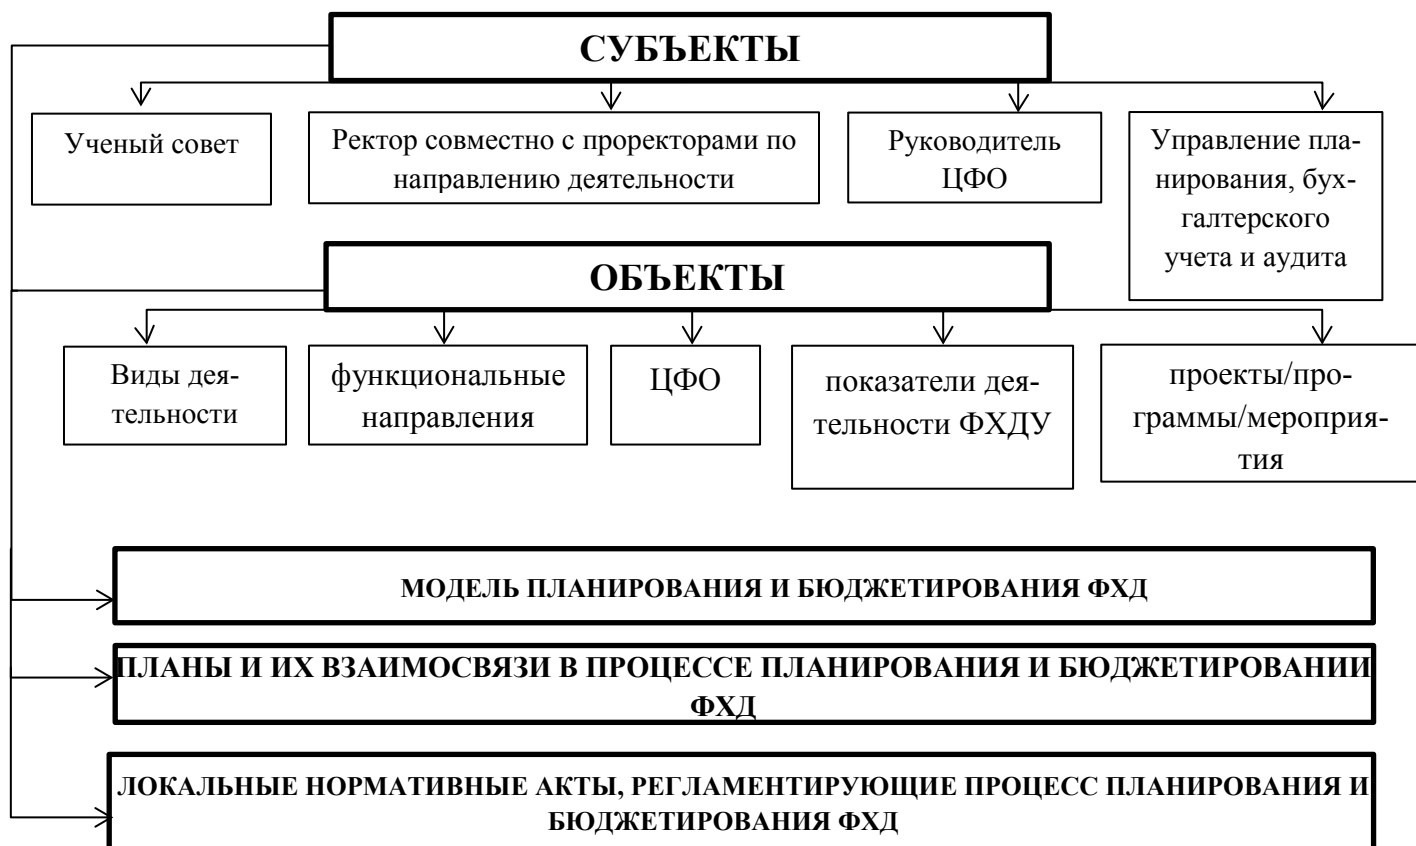 СУБЪЕКТЫ
Ученый совет
Ректор совместно с проректорами по
направлению деятельности
Руководитель
ЦФО
Управление пла-
нирования, бух-
галтерского
учета и аудита
ОБЪЕКТЫ
Виды дея-
тельности
функциональные
направления
ЦФО
показатели дея-
тельности ФХДУ
проекты/про-
граммы/мероприя-
тия
МОДЕЛЬ ПЛАНИРОВАНИЯ И БЮДЖЕТИРОВАНИЯ ФХД
ПЛАНЫ И ИХ ВЗАИМОСВЯЗИ В ПРОЦЕССЕ ПЛАНИРОВАНИЯ И БЮДЖЕТИРОВАНИИ
ФХД
ЛОКАЛЬНЫЕ НОРМАТИВНЫЕ АКТЫ, РЕГЛАМЕНТИРУЮЩИЕ ПРОЦЕСС ПЛАНИРОВАНИЯ И
БЮДЖЕТИРОВАНИЯ ФХД